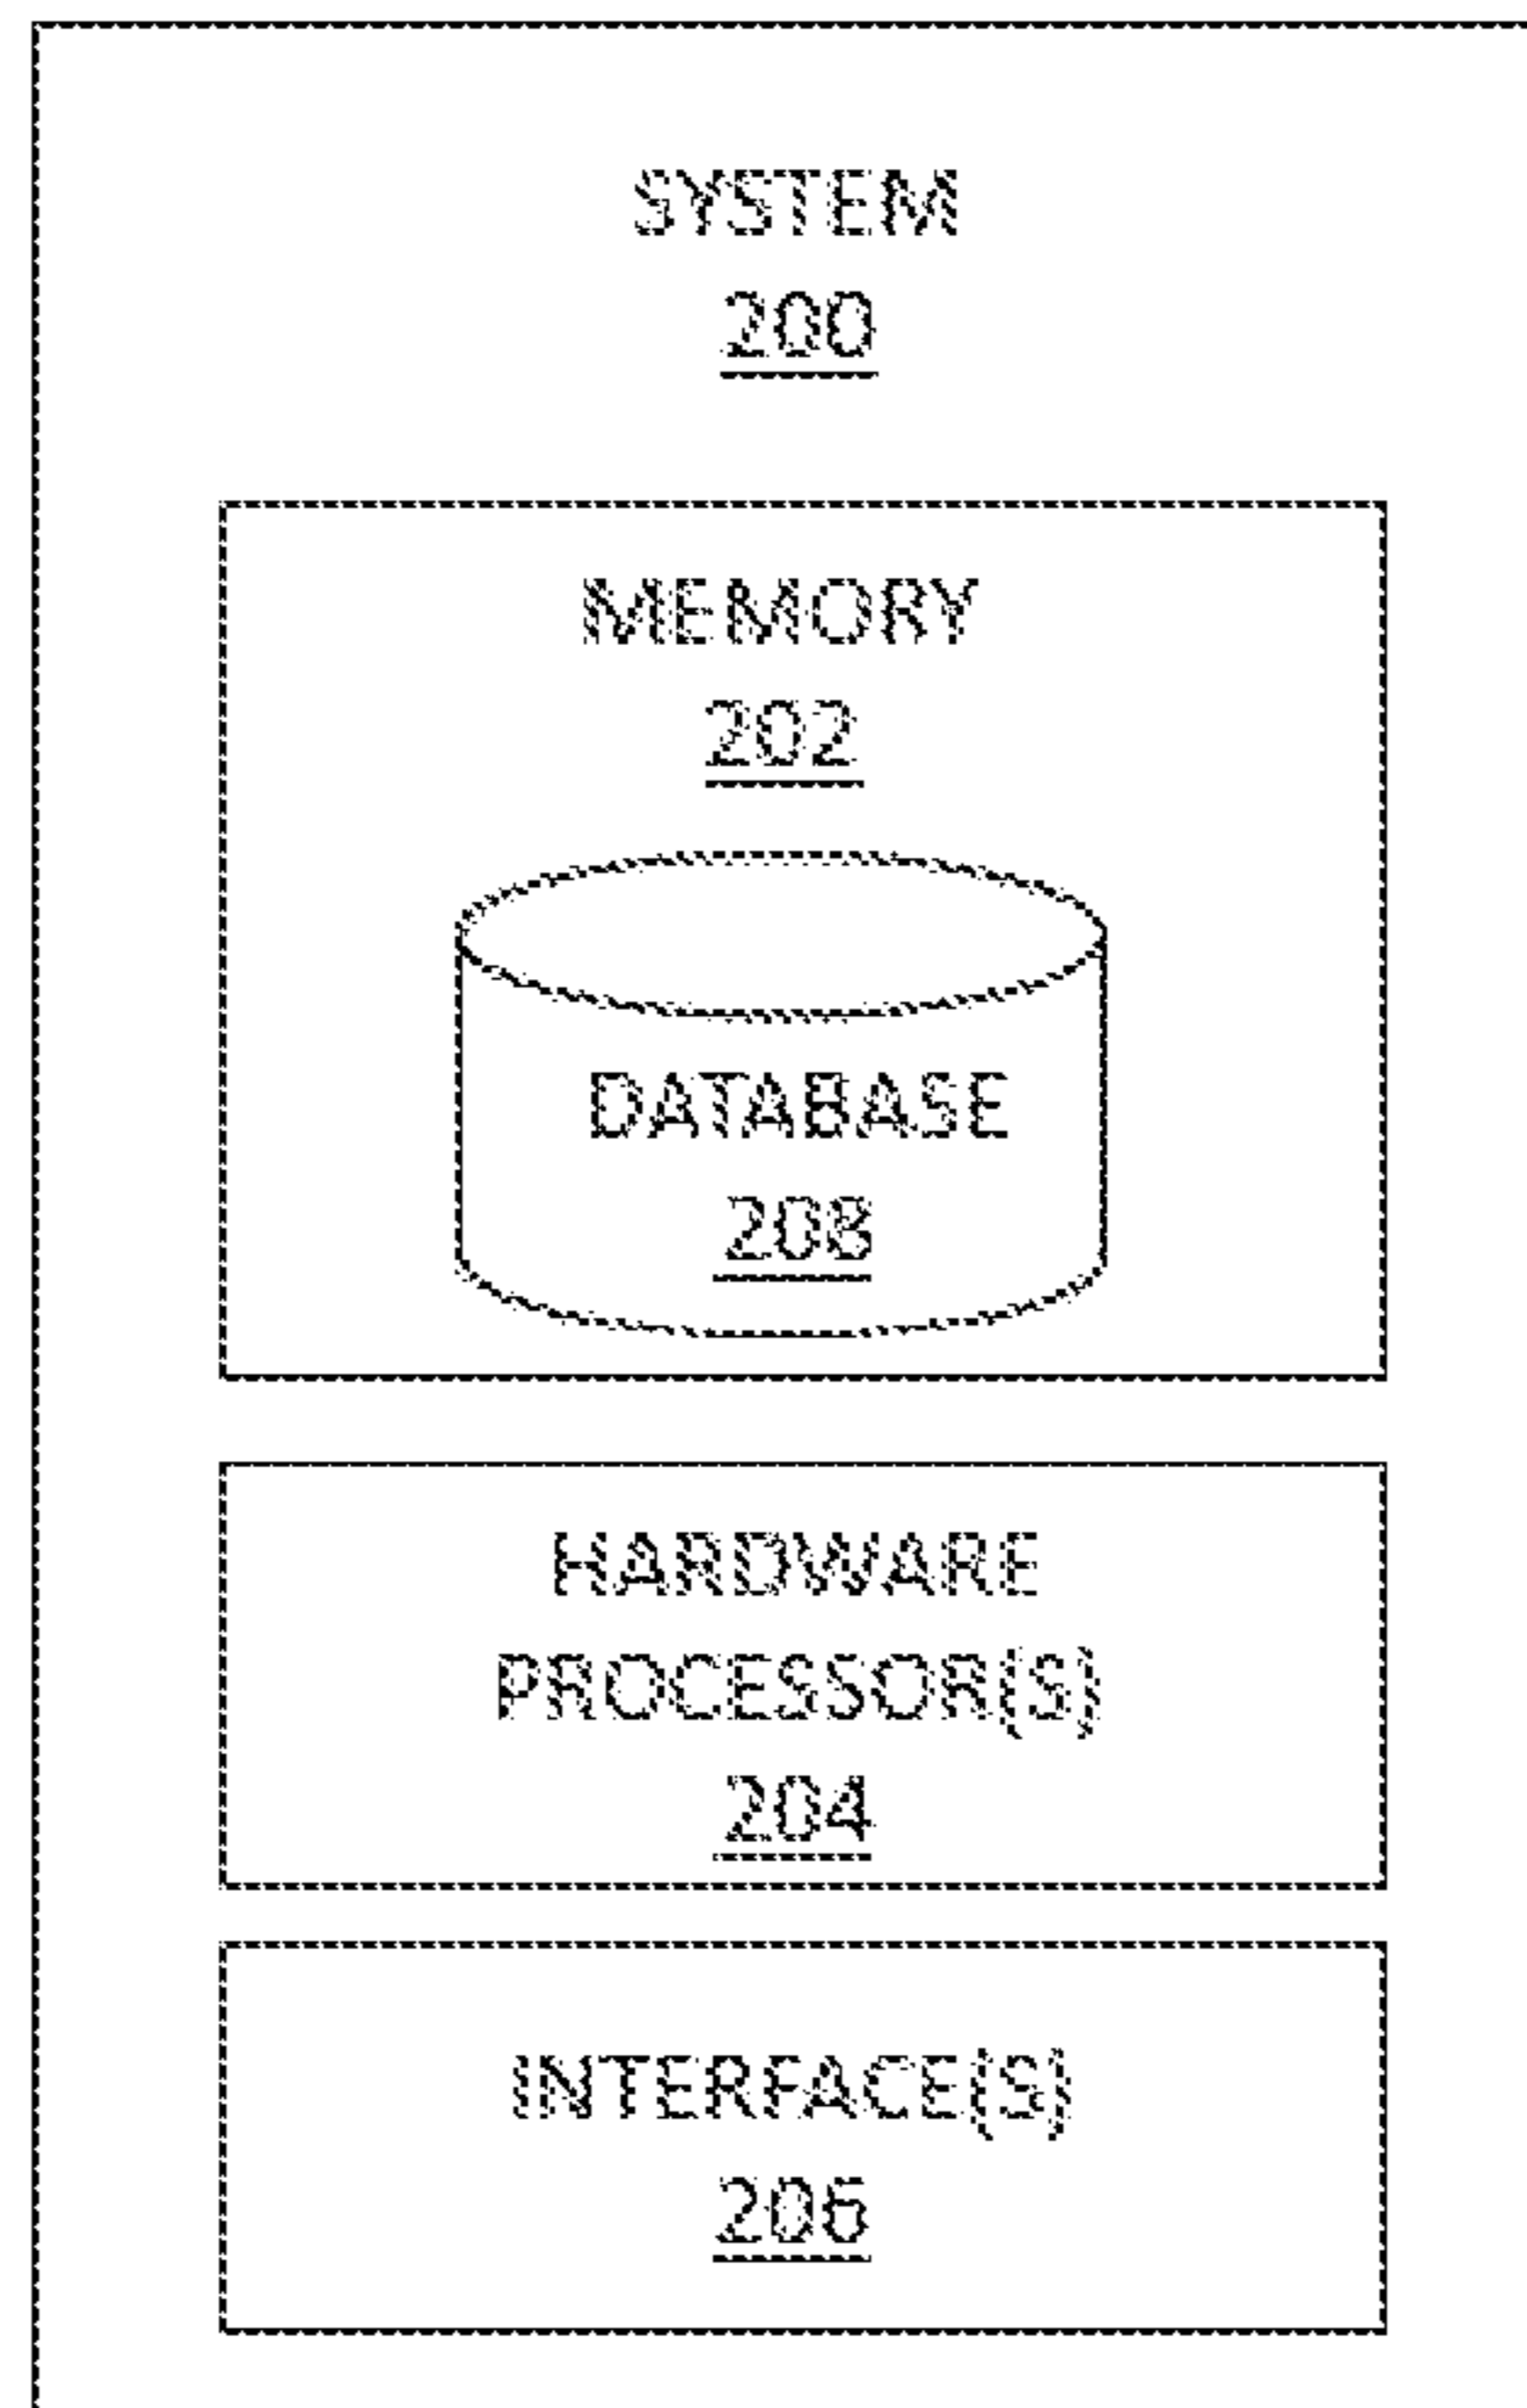 SYSTEM
200
MEMORY
202
DATABASE
208
HARDWARE
PROCESSOR(S)
204
INTERFACE(S)
206